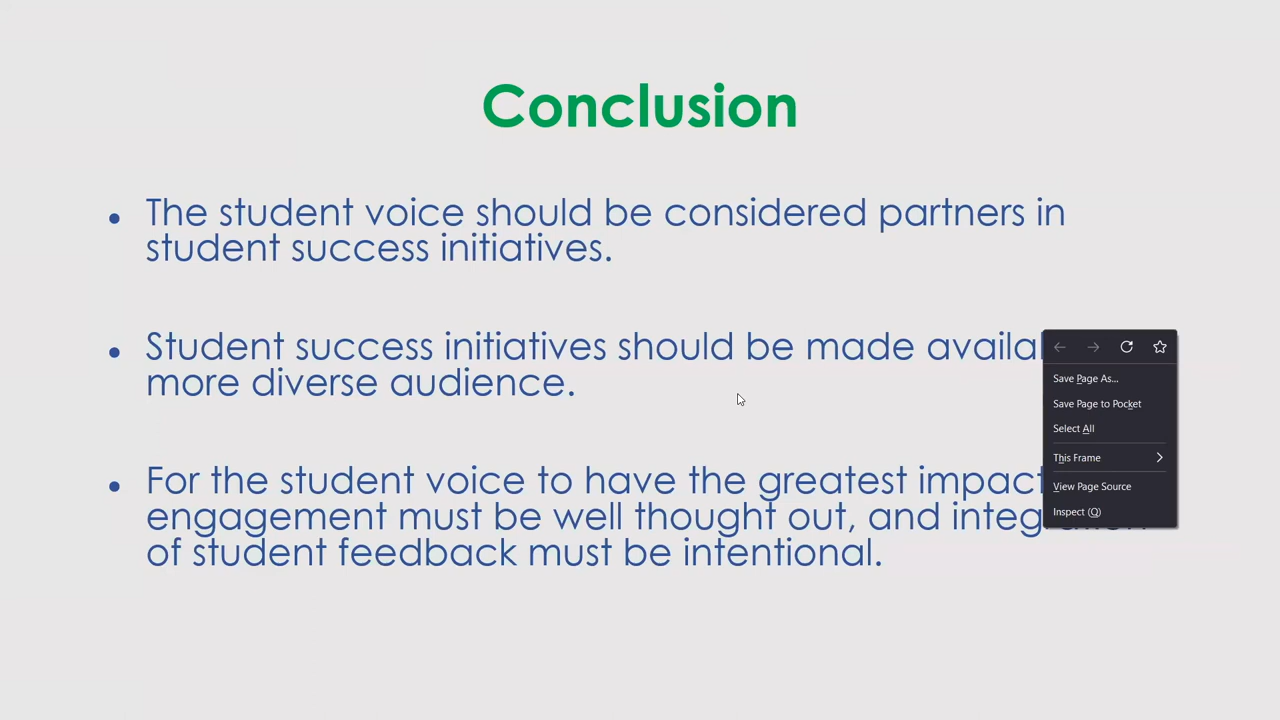 Conclusion
• The student voice should be considered partners in
student success initiatives.
• Student success initiatives should be made
more diverse audience.
• For the student voice to have the greatest impact
engagement must be well thought out, and
of student feedback must be intentional.
Save Page As...
Save Page to Pocket
Select All
This Frame
View Page Source
Inspect (Q)